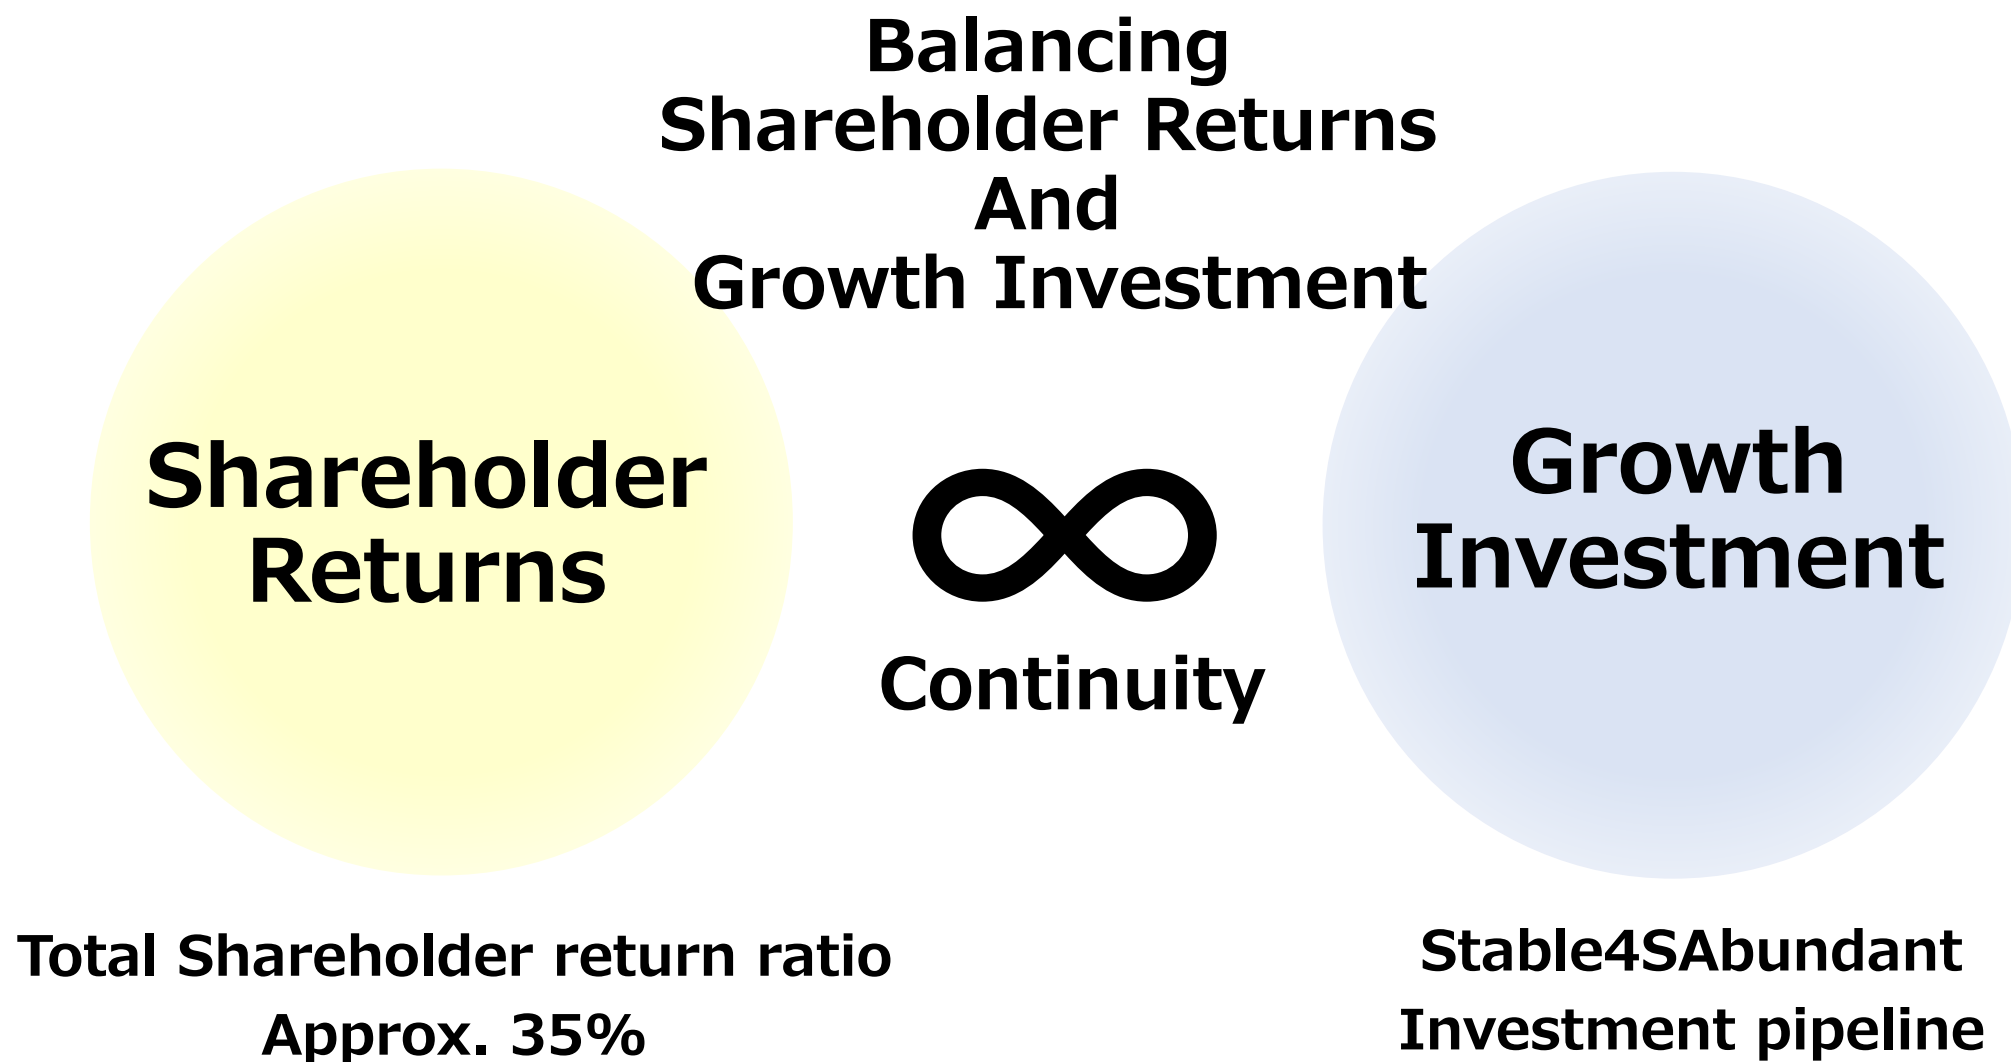 Balancing
Shareholder Returns
And
Growth Investment
Shareholder
Returns
Continuity
Growth
Investment
Total Shareholder return ratio
Approx. 35%
Stable4SAbundant
Investment pipeline